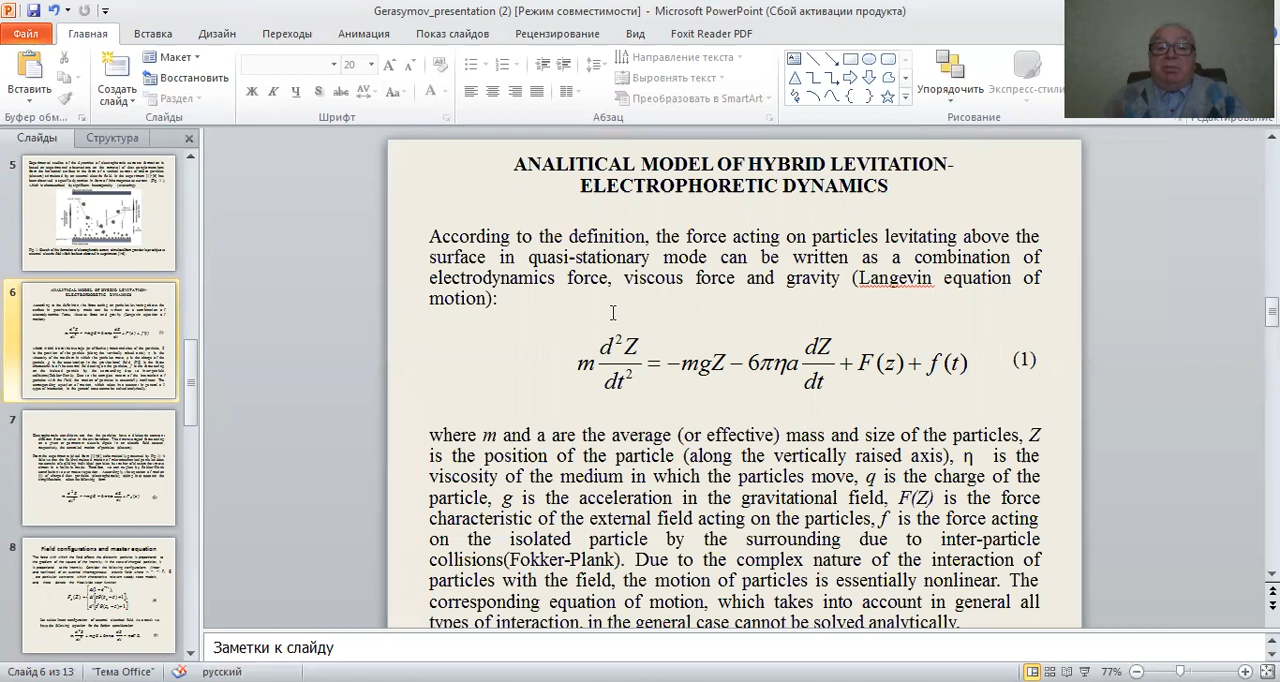 Gerasymov_presentation (2) [Режим совместимости] - Microsoft PowerPoint (Сбой активации продукта)
Файл Главная Вставка Дизайн Переходы Анимация Показ слайдов Рецензирование Вид Foxit Reader PDF
Вставить
Буфер обм...
Создать слайд
Макет
Восстановить
Раздел
Слайды
20
Ж К Ч S abc AV Aa А
Шрифт
Направление текста
Выровнять текст
Преобразовать в SmartArt
Абзац
Упорядочить
Экспресс-стили
Рисование
Редактирование
Слайды Структура
5
6
7
8
Field configurations and master equation
ANALITICAL MODEL OF HYBRID LEVITATION-
ELECTROPHORETIC DYNAMICS
According to the definition, the force acting on particles levitating above the
surface in quasi-stationary mode can be written as a combination of
electrodynamics force, viscous force and gravity (Langevin equation of
motion):
m d²Z/dt² = −mgZ − 6πηa dZ/dt + F(z) + f(t) (1)
where m and a are the average (or effective) mass and size of the particles, Z
is the position of the particle (along the vertically raised axis), η is the
viscosity of the medium in which the particles move, q is the charge of the
particle, g is the acceleration in the gravitational field, F(Z) is the force
characteristic of the external field acting on the particles, f is the force acting
on the isolated particle by the surrounding due to inter-particle
collisions(Fokker-Plank). Due to the complex nature of the interaction of
particles with the field, the motion of particles is essentially nonlinear. The
corresponding equation of motion, which takes into account in general all
types of interaction, in the general case cannot be solved analytically.
Заметки к слайду
Слайд 6 из 13 "Тема Office" русский 77%